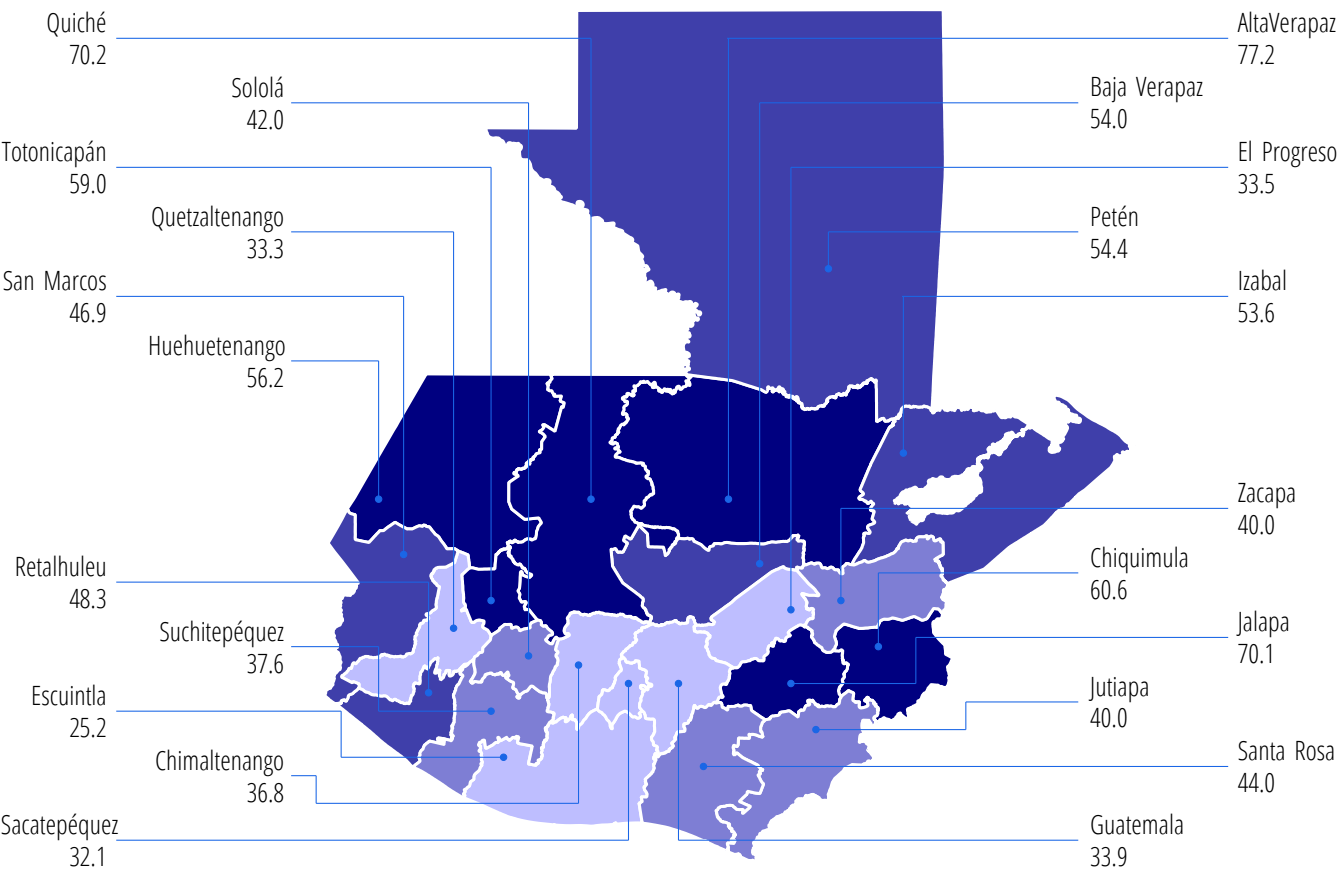 Quiché
70.2
Sololá
42.0
Totonicapán
59.0
Quetzaltenango
33.3
San Marcos
46.9
Huehuetenango
56.2
Retalhuleu
48.3
Suchitepéquez
37.6
Escuintla
25.2
Chimaltenango
36.8
Sacatepéquez
32.1
AltaVerapaz
77.2
Baja Verapaz
54.0
El Progreso
33.5
Petén
54.4
Izabal
53.6
Zacapa
40.0
Chiquimula
60.6
Jalapa
70.1
Jutiapa
40.0
Santa Rosa
44.0
Guatemala
33.9